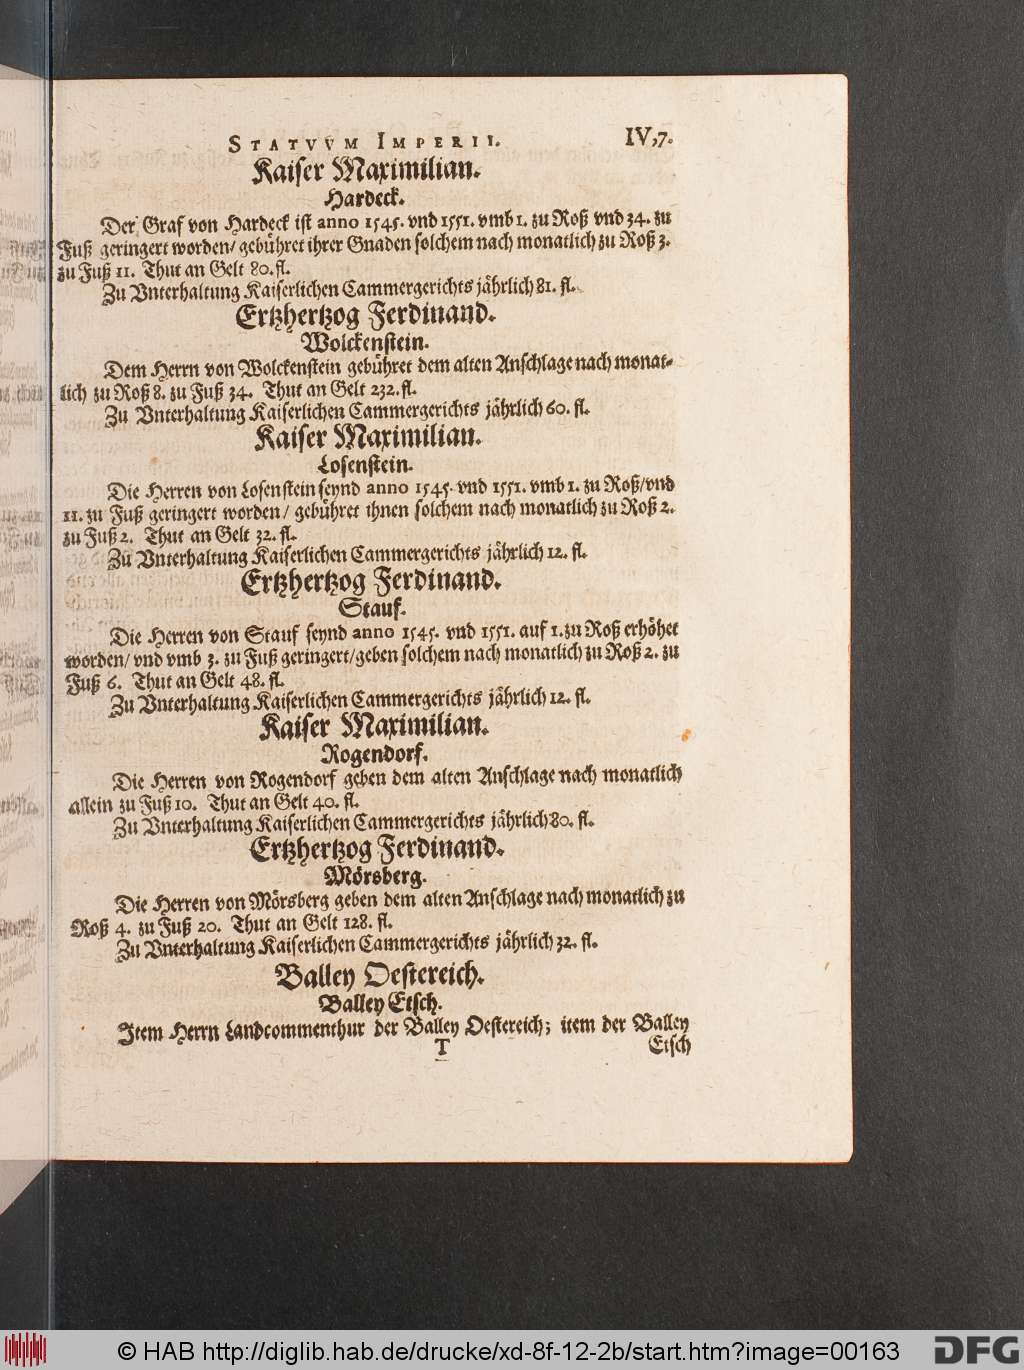 STATVVM IMPERII. IV,7.
Kaiser Maximilian.
Hardeck.
Der Graf von Hardeck ist anno 1545. vnd 1551. vmb 1. zu Roß vnd 34. zu
Fuß geringert worden/ gebühret ihrer Gnaden solchem nach monatlich zu Roß 3.
zu Fuß 11. Thut an Gelt 80. fl.
Zu Vnterhaltung Kaiserlichen Cammergerichts jährlich 81. fl.
Ertzhertzog Ferdinand.
Wolckenstein.
Dem Herrn von Wolckenstein gebühret dem alten Anschlage nach monat-
lich zu Roß 8. zu Fuß 34. Thut an Gelt 232. fl.
Zu Vnterhaltung Kaiserlichen Cammergerichts jährlich 60. fl.
Kaiser Maximilian.
Losenstein.
Die Herren von Losenstein seynd anno 1545. vnd 1551. vmb 1. zu Roß/vnd
11. zu Fuß geringert worden/ gebühret ihnen solchem nach monatlich zu Roß 2.
zu Fuß 2. Thut an Gelt 32. fl.
Zu Vnterhaltung Kaiserlichen Cammergerichts jährlich 12. fl.
Ertzhertzog Ferdinand.
Stauf.
Die Herren von Stauf seynd anno 1545. vnd 1551. auf 1. zu Roß erhöhet
worden/ vnd vmb 3. zu Fuß geringert/geben solchem nach monatlich zu Roß 2. zu
Fuß 6. Thut an Gelt 48. fl.
Zu Vnterhaltung Kaiserlichen Cammergerichts jährlich 12. fl.
Kaiser Maximilian.
Rogendorf.
Die Herren von Rogendorf geben dem alten Anschlage nach monatlich
allein zu Fuß 10. Thut an Gelt 40. fl.
Zu Vnterhaltung Kaiserlichen Cammergerichts jährlich 80. fl.
Ertzhertzog Ferdinand.
Mörsberg.
Die Herren von Mörsberg geben dem alten Anschlage nach monatlich zu
Roß 4. zu Fuß 20. Thut an Gelt 128. fl.
Zu Vnterhaltung Kaiserlichen Cammergerichts jährlich 32. fl.
Balley Oestereich.
Balley Etsch.
Item Herrn Landcommenthur der Balley Oestereich; item der Balley
T Etsch
© HAB http://diglib.hab.de/drucke/xd-8f-12-2b/start.htm?image=00163
DFG